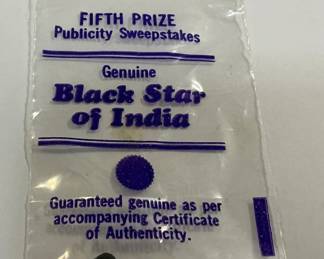 FIFTH PRIZE
Publicity Sweepstakes
Genuine
Black Star
of India
Guaranteed genuine as per
accompanying Certificate
of Authenticity.